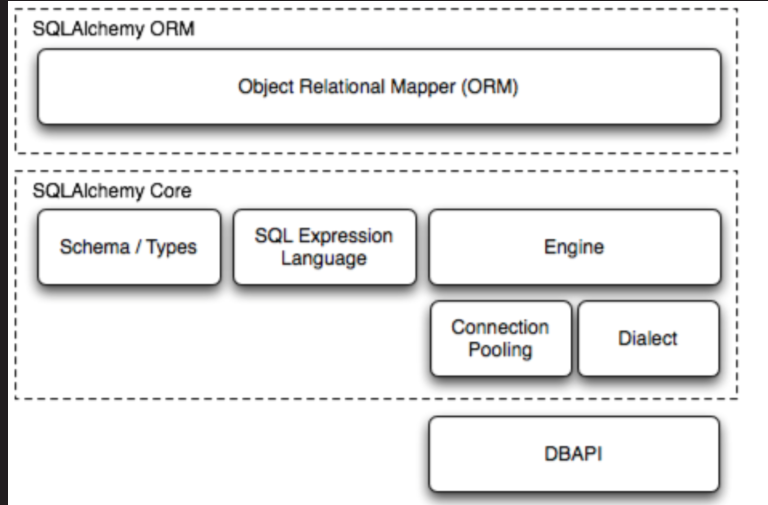 SQLAlchemy ORM
Object Relational Mapper (ORM)
SQLAlchemy Core
Schema / Types
SQL Expression
Language
Engine
Connection
Pooling
Dialect
DBAPI